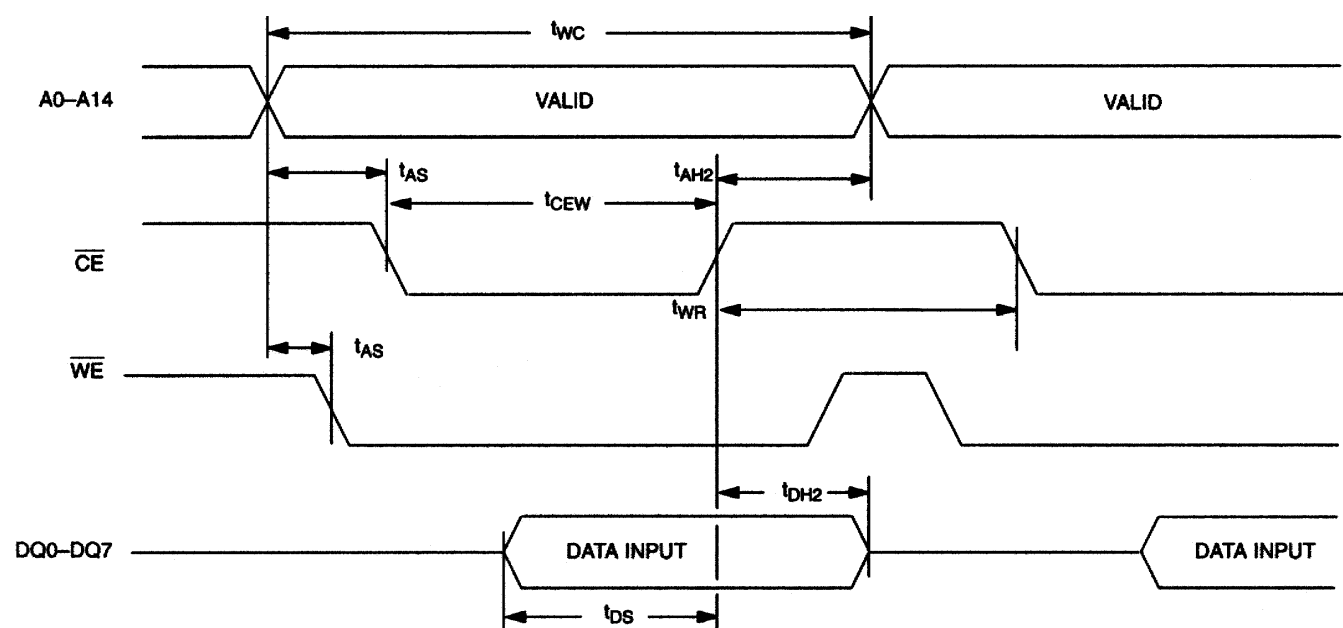 tWC
A0–A14 VALID VALID
tAS tAH2
tCEW
CE
tWR
tAS
WE
tDH2
DQ0–DQ7 DATA INPUT DATA INPUT
tDS